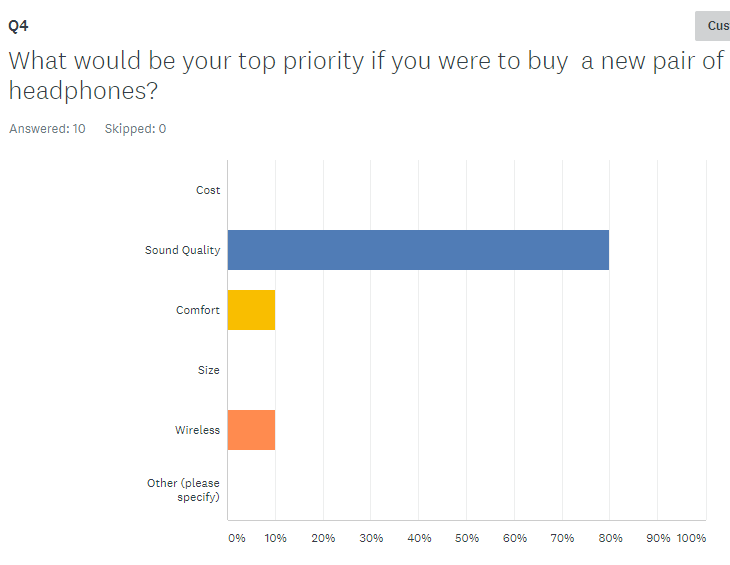 Q4
Cus
What would be your top priority if you were to buy a new pair of
headphones?
Answered: 10 Skipped: 0
Cost
Sound Quality
Comfort
Size
Wireless
Other (please
specify)
0% 10% 20% 30% 40% 50% 60% 70% 80% 90% 100%